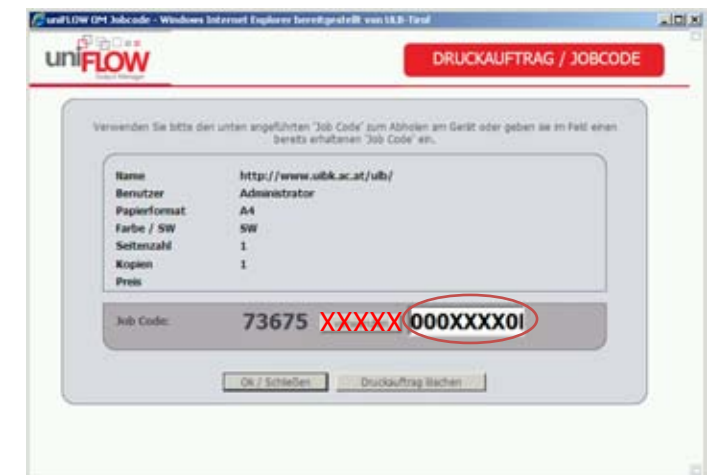 uniFLOW OM Jobcode - Windows Internet Explorer bereitgestellt von ULB-Tirol
uniFLOW
Output Manager
DRUCKAUFTRAG / JOBCODE
Verwenden Sie bitte den unten angeführten 'Job Code' zum Abholen am Gerät oder geben sie im Feld einen
bereits erhaltenen 'Job Code' ein.
Name http://www.uibk.ac.at/ulb/
Benutzer Administrator
Papierformat A4
Farbe / SW SW
Seitenzahl 1
Kopien 1
Preis
Job Code: 73675 XXXXX 000XXXX0
Ok / Schließen Druckauftrag löschen